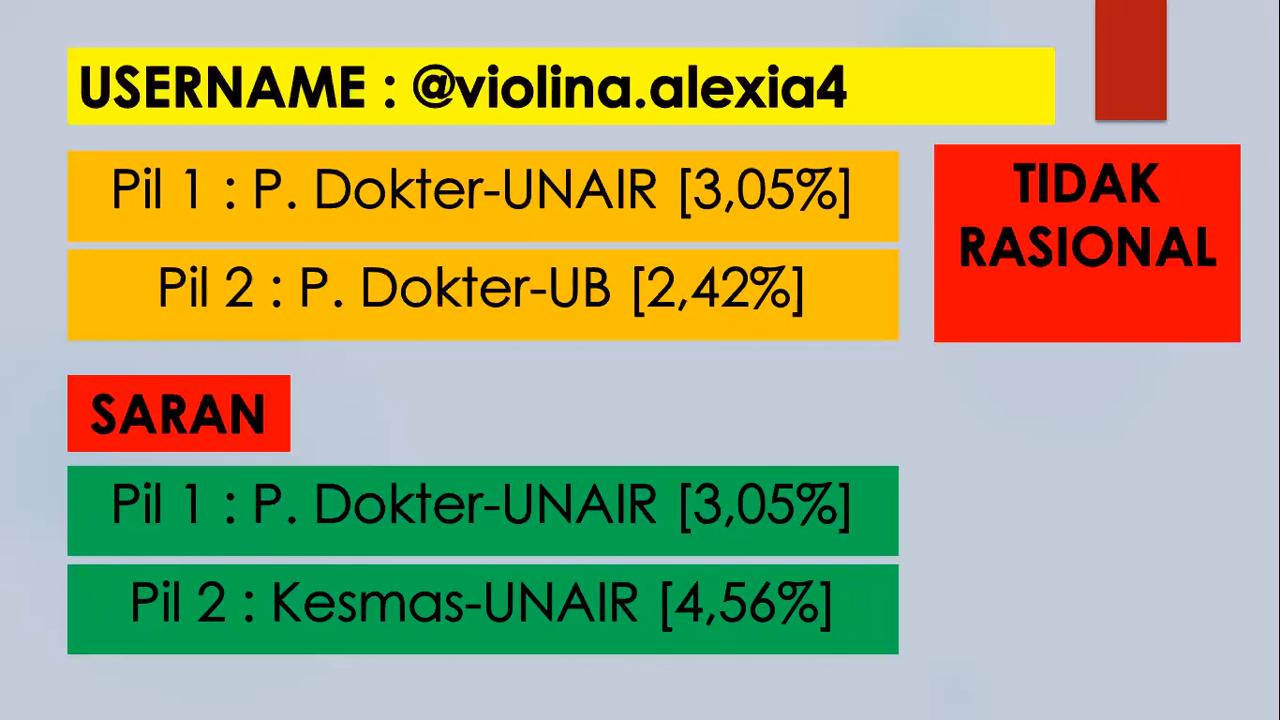 USERNAME : @violina.alexia4
Pil 1 : P. Dokter-UNAIR [3,05%]
Pil 2 : P. Dokter-UB [2,42%]
TIDAK
RASIONAL
SARAN
Pil 1 : P. Dokter-UNAIR [3,05%]
Pil 2 : Kesmas-UNAIR [4,56%]